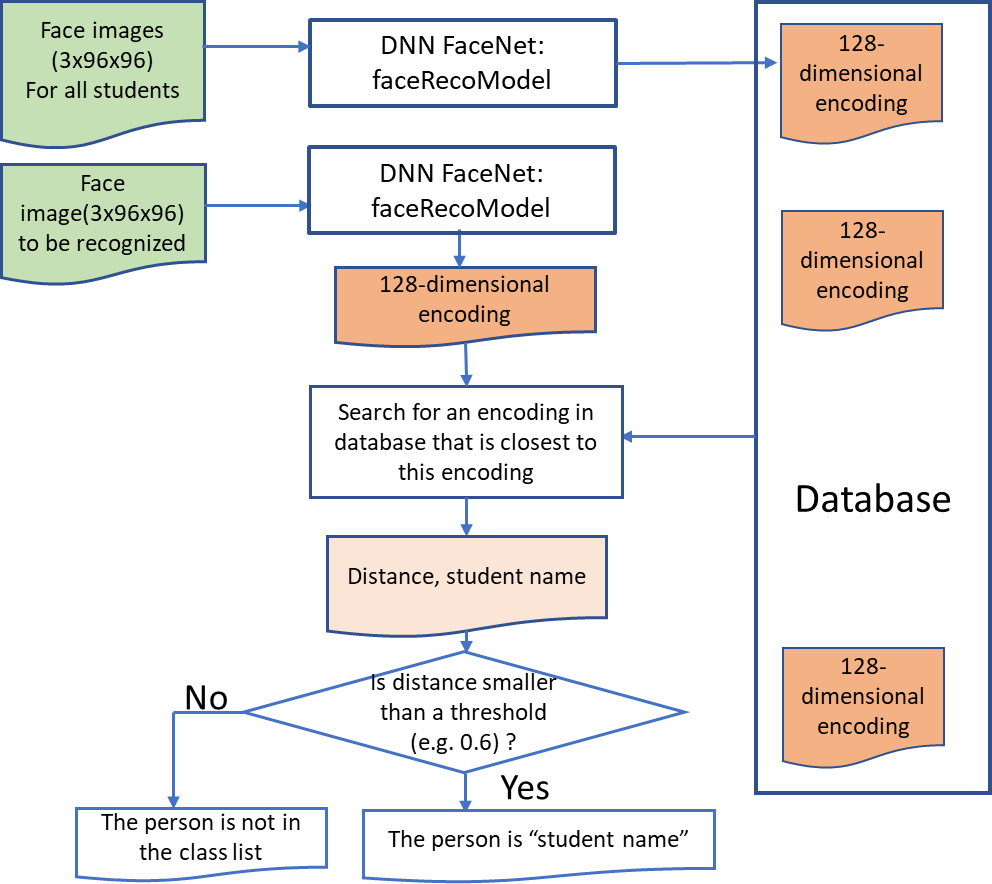 Face images
(3x96x96)
For all students
DNN FaceNet:
faceRecoModel
128-
dimensional
encoding
Face
image(3x96x96)
to be recognized
DNN FaceNet:
faceRecoModel
128-dimensional
encoding
128-
dimensional
encoding
Search for an encoding in
database that is closest to
this encoding
Database
Distance, student name
128-
dimensional
encoding
Is distance smaller
than a threshold
(e.g. 0.6) ?
No
Yes
The person is not in
the class list
The person is “student name”